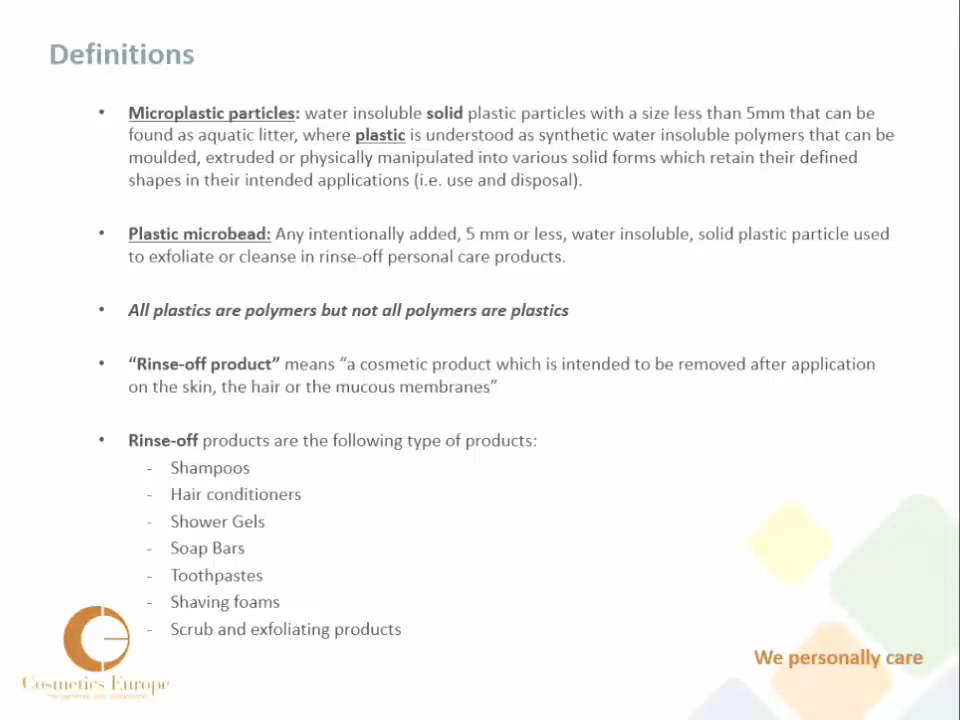 Definitions
• Microplastic particles: water insoluble solid plastic particles with a size less than 5mm that can be
found as aquatic litter, where plastic is understood as synthetic water insoluble polymers that can be
moulded, extruded or physically manipulated into various solid forms which retain their defined
shapes in their intended applications (i.e. use and disposal).
• Plastic microbead: Any intentionally added, 5 mm or less, water insoluble, solid plastic particle used
to exfoliate or cleanse in rinse-off personal care products.
• All plastics are polymers but not all polymers are plastics
• “Rinse-off product” means “a cosmetic product which is intended to be removed after application
on the skin, the hair or the mucous membranes”
• Rinse-off products are the following type of products:
- Shampoos
- Hair conditioners
- Shower Gels
- Soap Bars
- Toothpastes
- Shaving foams
- Scrub and exfoliating products
We personally care
Cosmetics Europe